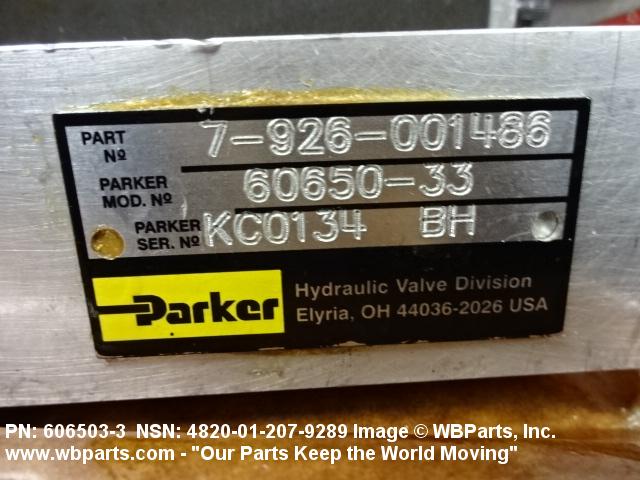 PART Nº 7-926-001486
PARKER MOD. Nº 60650-33
PARKER SER. Nº KC0134 BH
Parker
Hydraulic Valve Division
Elyria, OH 44036-2026 USA
PN: 606503-3 NSN: 4820-01-207-9289 Image © WBParts, Inc.
www.wbparts.com - "Our Parts Keep the World Moving"